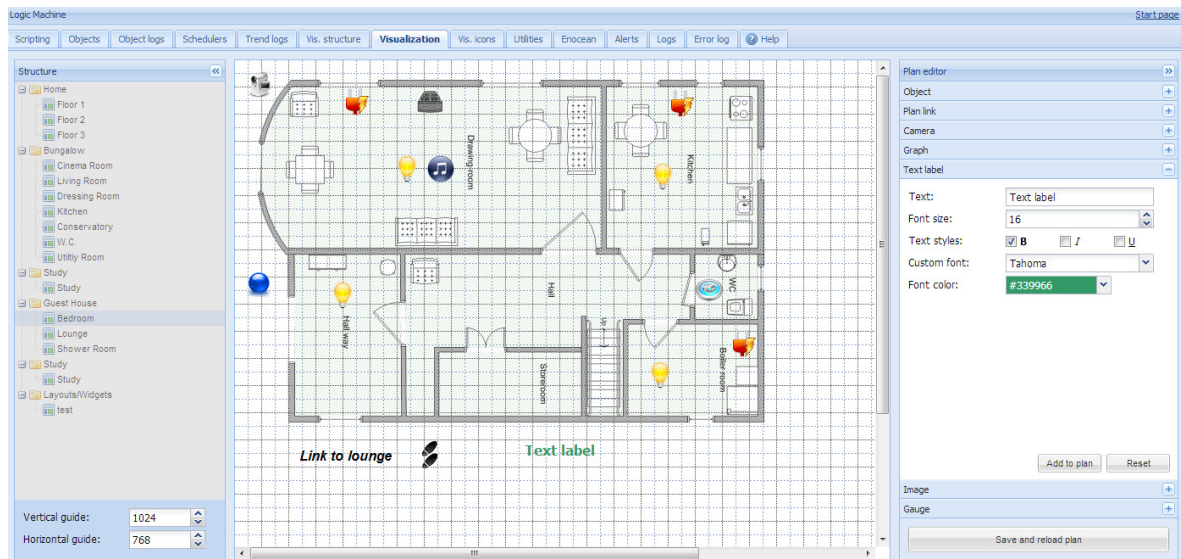 Logic Machine
Start page
Scripting
Objects
Object logs
Schedulers
Trend logs
Vis. structure
Visualization
Vis. icons
Utilities
Enocean
Alerts
Logs
Error log
Help
Structure
Home
Floor 1
Floor 2
Floor 3
Bungalow
Cinema Room
Living Room
Dressing Room
Kitchen
Conservatory
W.C.
Utiltiy Room
Study
Study
Guest House
Bedroom
Lounge
Shower Room
Study
Study
Layouts/Widgets
test
Vertical guide: 1024
Horizontal guide: 768
Drawing-room
Kitchen
Hall
WC
Hall way
Up
Storeroom
Boiler room
Link to lounge
Text label
Plan editor
Object
Plan link
Camera
Graph
Text label
Text: Text label
Font size: 16
Text styles: B I U
Custom font: Tahoma
Font color: #339966
Add to plan
Reset
Image
Gauge
Save and reload plan